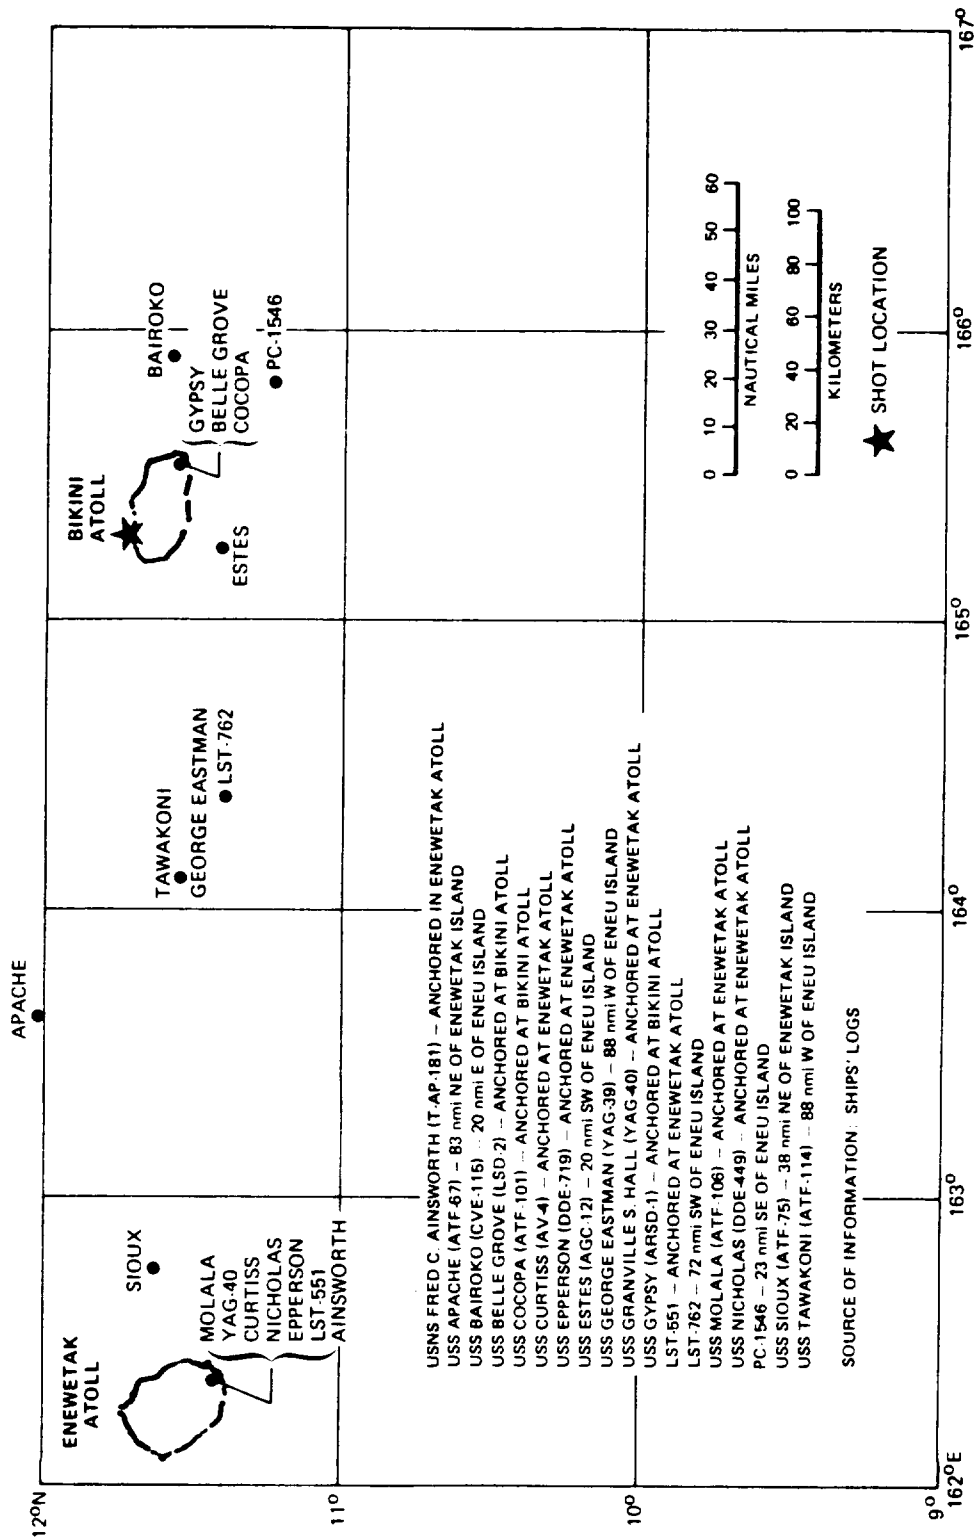 APACHE
12°N
11°
10°
9°
162°E
163°
164°
165°
166°
167°
ENEWETAK
ATOLL
SIOUX
MOLALA
YAG-40
CURTISS
NICHOLAS
EPPERSON
LST-551
AINSWORTH
TAWAKONI
GEORGE EASTMAN
LST-762
BIKINI
ATOLL
ESTES
BAIROKO
GYPSY
BELLE GROVE
COCOPA
PC-1546
USNS FRED C. AINSWORTH (T-AP-181) – ANCHORED IN ENEWETAK ATOLL
USS APACHE (ATF-67) – 83 nmi NE OF ENEWETAK ISLAND
USS BAIROKO (CVE-115) – 20 nmi E OF ENEU ISLAND
USS BELLE GROVE (LSD-2) – ANCHORED AT BIKINI ATOLL
USS COCOPA (ATF-101) – ANCHORED AT BIKINI ATOLL
USS CURTISS (AV-4) – ANCHORED AT ENEWETAK ATOLL
USS EPPERSON (DDE-719) – ANCHORED AT ENEWETAK ATOLL
USS ESTES (AGC-12) – 20 nmi SW OF ENEU ISLAND
USS GEORGE EASTMAN (YAG-39) – 88 nmi W OF ENEU ISLAND
USS GRANVILLE S. HALL (YAG-40) – ANCHORED AT ENEWETAK ATOLL
USS GYPSY (ARSD-1) – ANCHORED AT BIKINI ATOLL
LST-551 – ANCHORED AT ENEWETAK ATOLL
LST-762 – 72 nmi SW OF ENEU ISLAND
USS MOLALA (ATF-106) – ANCHORED AT ENEWETAK ATOLL
USS NICHOLAS (DDE-449) – ANCHORED AT ENEWETAK ATOLL
PC-1546 – 23 nmi SE OF ENEU ISLAND
USS SIOUX (ATF-75) – 38 nmi NE OF ENEWETAK ISLAND
USS TAWAKONI (ATF-114) – 88 nmi W OF ENEU ISLAND
SOURCE OF INFORMATION: SHIPS' LOGS
0 10 20 30 40 50 60
NAUTICAL MILES
0 20 40 60 80 100
KILOMETERS
SHOT LOCATION